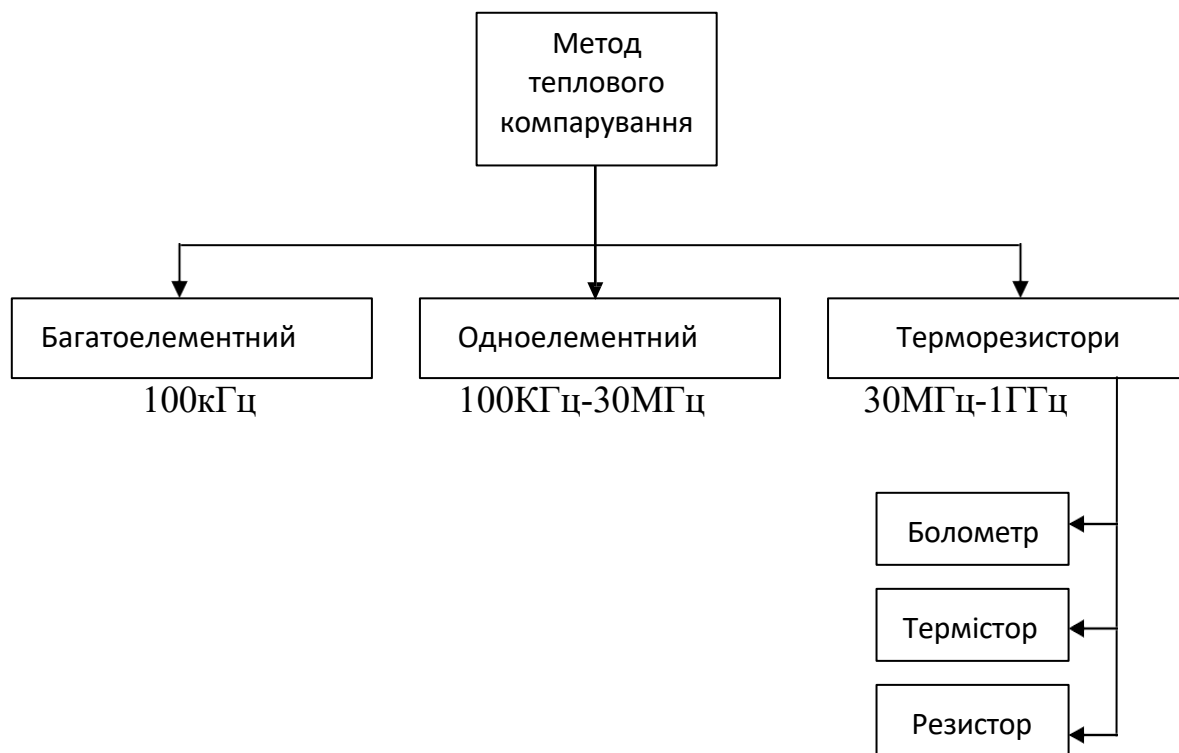 Метод
теплового
компарування
Багатоелементний
Одноелементний
Терморезистори
100кГц
100КГц-30МГц
30МГц-1ГГц
Болометр
Термістор
Резистор